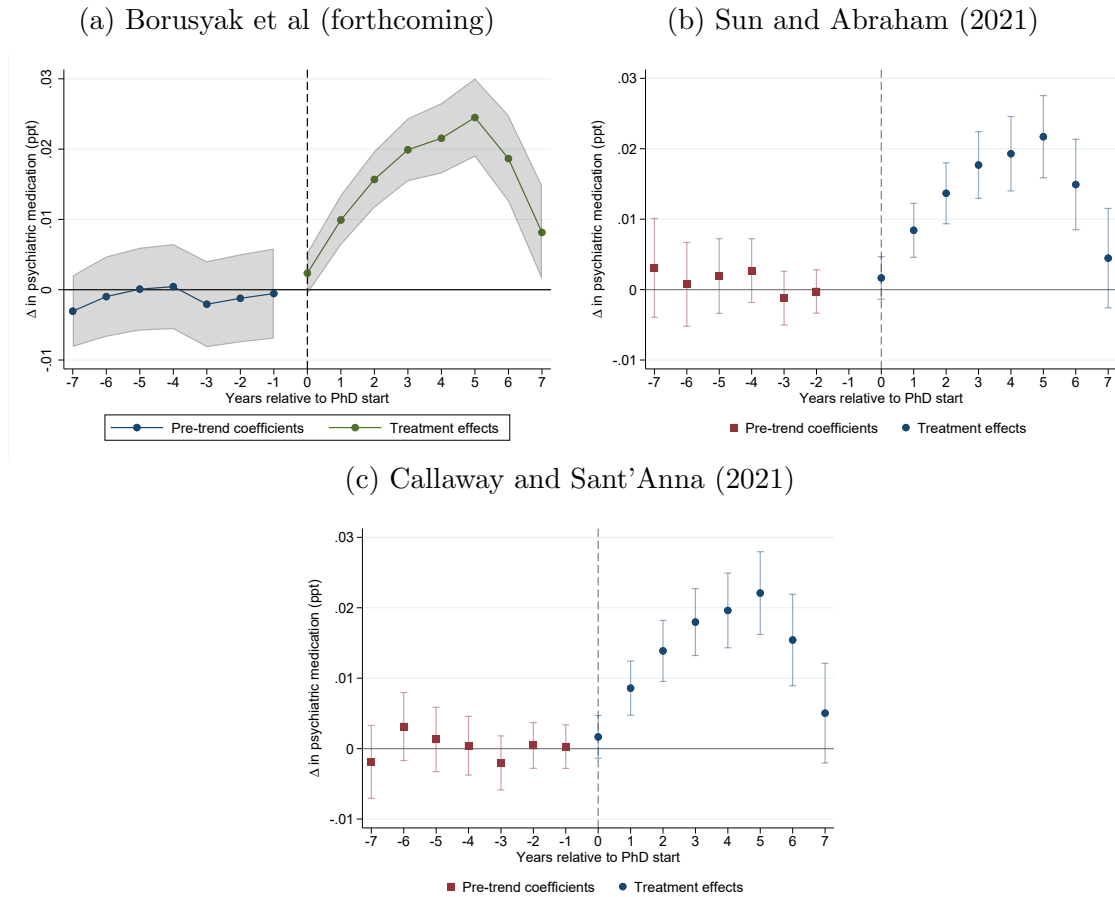 (a) Borusyak et al (forthcoming)
.03
.02
.01
0
-.01
Δ in psychiatric medication (ppt)
-7 -6 -5 -4 -3 -2 -1 0 1 2 3 4 5 6 7
Years relative to PhD start
Pre-trend coefficients Treatment effects
(b) Sun and Abraham (2021)
.03
.02
.01
0
-.01
Δ in psychiatric medication (ppt)
-7 -6 -5 -4 -3 -2 -1 0 1 2 3 4 5 6 7
Years relative to PhD start
Pre-trend coefficients Treatment effects
(c) Callaway and Sant'Anna (2021)
.03
.02
.01
0
-.01
Δ in psychiatric medication (ppt)
-7 -6 -5 -4 -3 -2 -1 0 1 2 3 4 5 6 7
Years relative to PhD start
Pre-trend coefficients Treatment effects